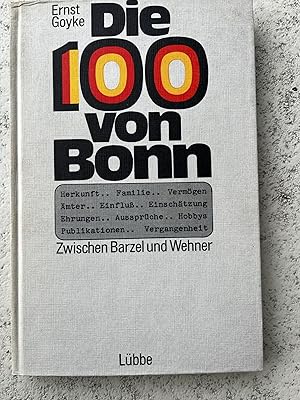 Ernst
Goyke
Die
100
von
Bonn
Herkunft.. Familie.. Vermögen
Ämter.. Einfluß.. Einschätzung
Ehrungen.. Aussprüche.. Hobbys
Publikationen.. Vergangenheit
Zwischen Barzel und Wehner
Lübbe